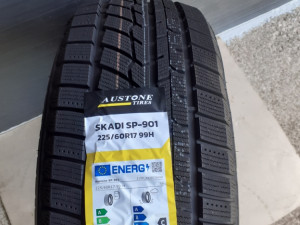 AUSTONE
TIRES
SKADI SP-901
225/60R17 99H
ENERG
A
A
C